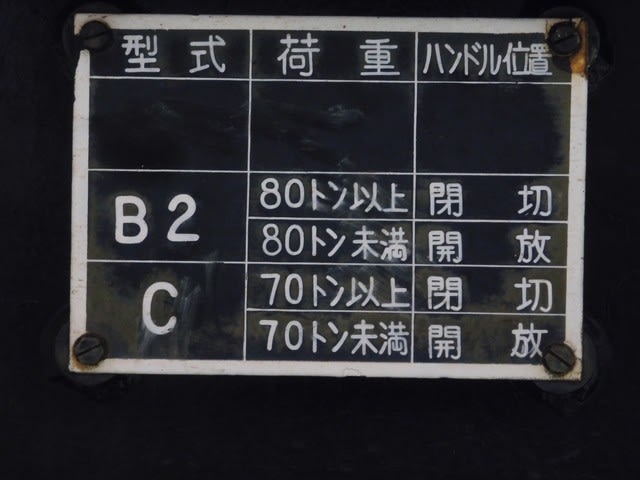 型式 荷重 ハンドル位置
B2 80トン以上 閉切
80トン未満 開放
C 70トン以上 閉切
70トン未満 開放